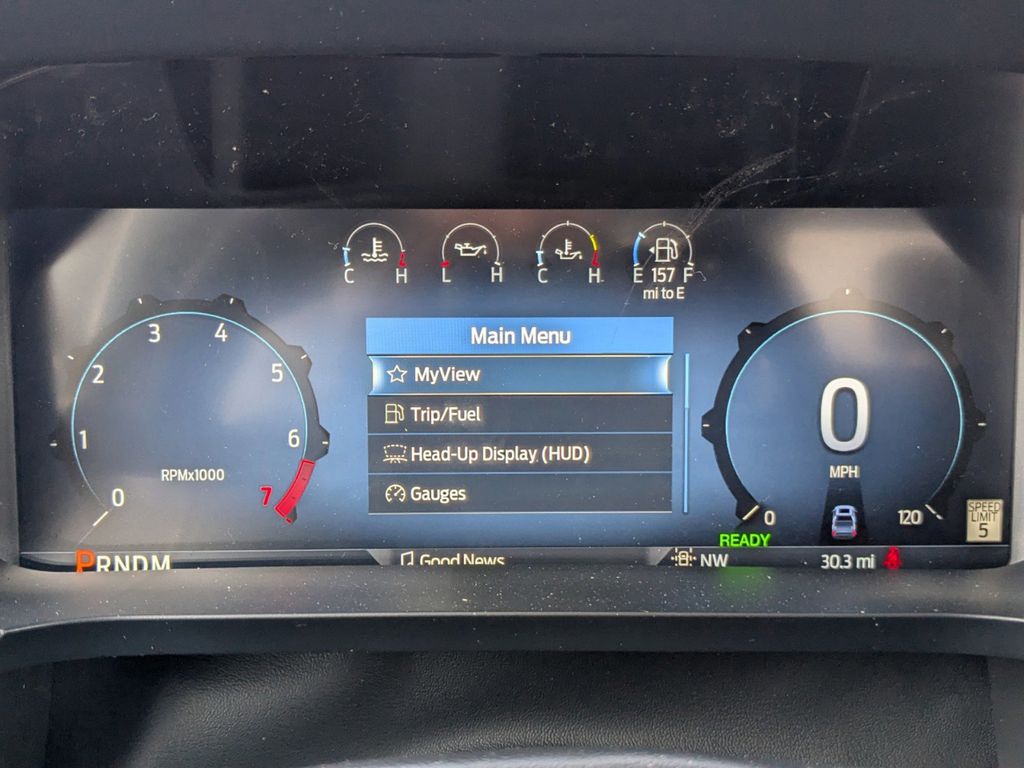 C H
L H
C H
E 157 F
mi to E
Main Menu
MyView
Trip/Fuel
Head-Up Display (HUD)
Gauges
0
1
2
3
4
5
6
7
RPMx1000
0
MPH
0
120
SPEED
LIMIT
5
READY
PRNDM
Good News
NW
30.3 mi